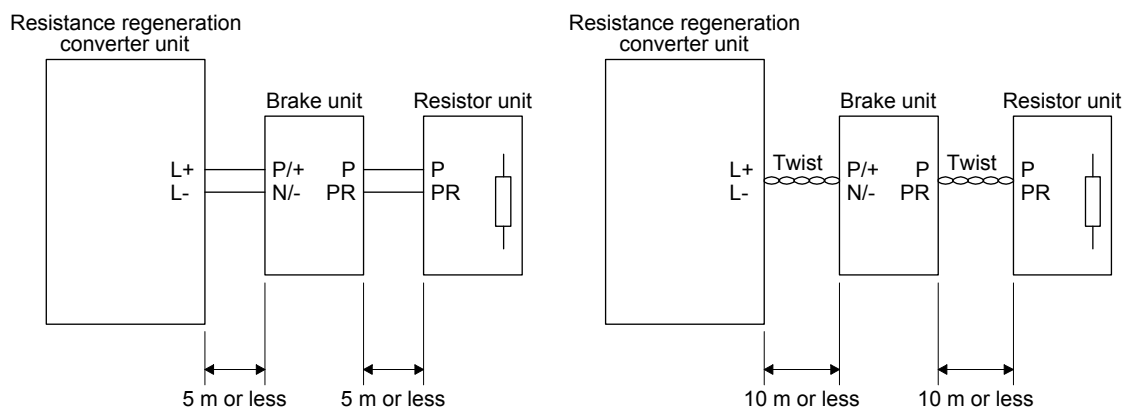 Resistance regeneration
converter unit
Brake unit
Resistor unit
L+
P/+
P
P
L-
N/-
PR
PR
5 m or less
5 m or less
Resistance regeneration
converter unit
Brake unit
Resistor unit
L+
Twist
P/+
P
Twist
P
L-
N/-
PR
PR
10 m or less
10 m or less